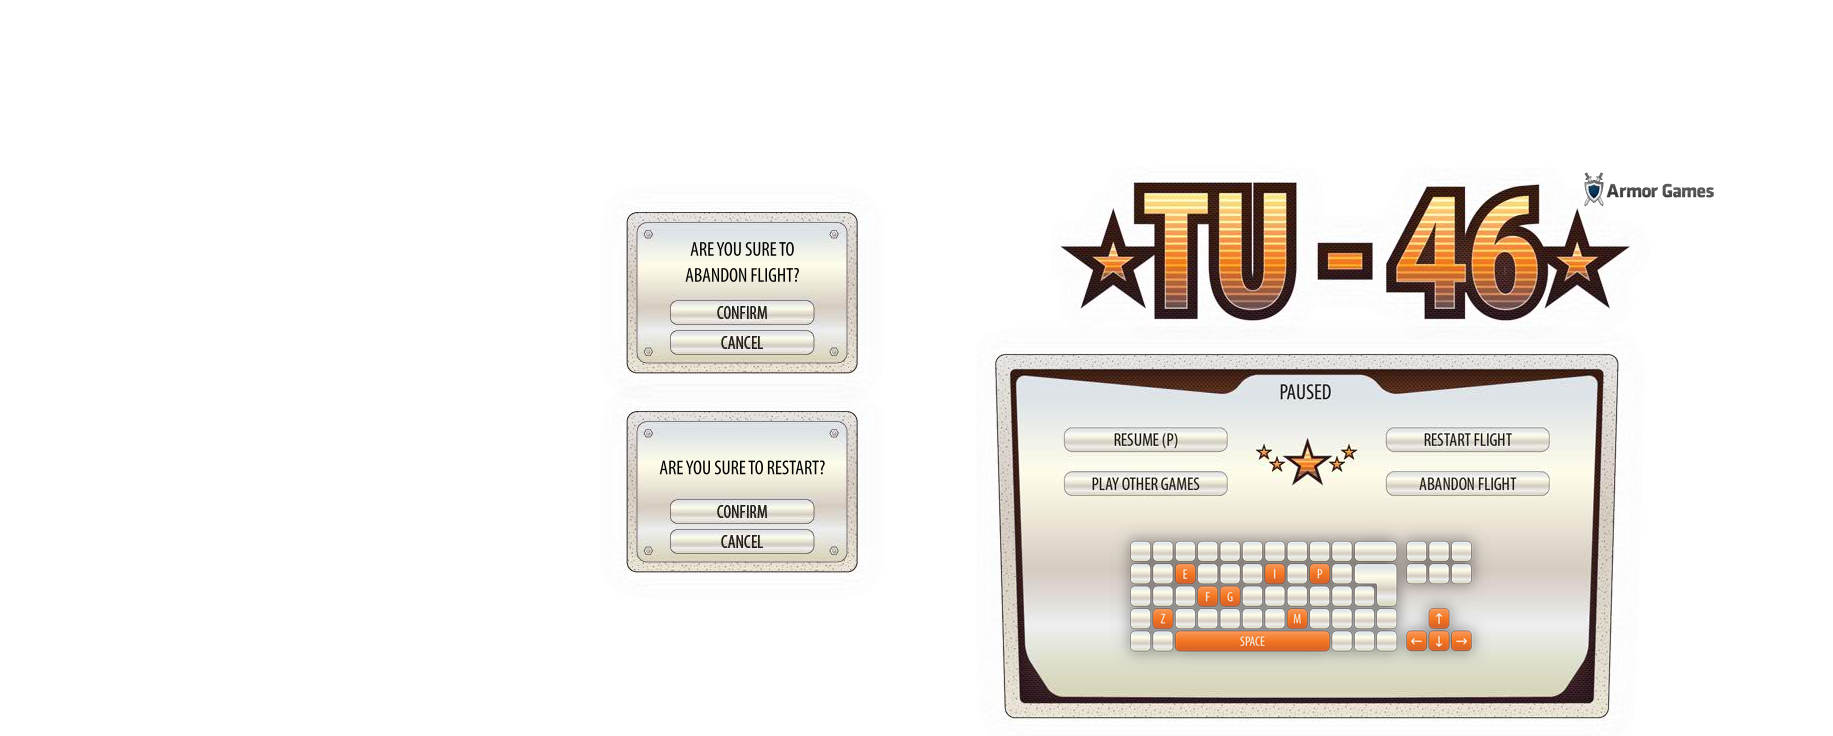 ARE YOU SURE TO
ABANDON FLIGHT?
CONFIRM
CANCEL
ARE YOU SURE TO RESTART?
CONFIRM
CANCEL
TU - 46
Armor Games
PAUSED
RESUME (P)
RESTART FLIGHT
PLAY OTHER GAMES
ABANDON FLIGHT
E I P
F G
Z M ↑
SPACE ← ↓ →